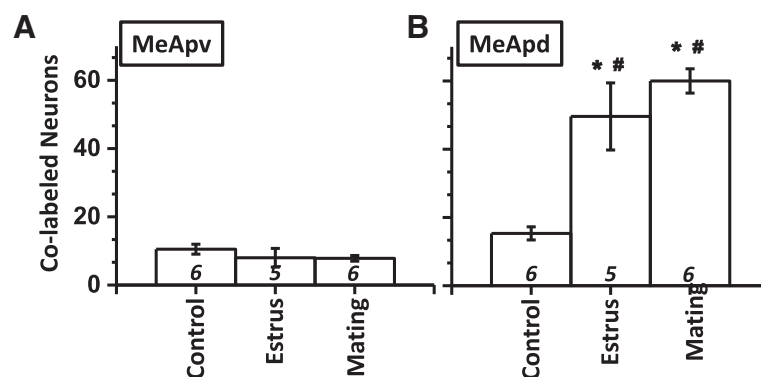 A
MeApv
B
MeApd
* #
* #
Co-labeled Neurons
60
40
20
0
6
5
6
6
5
6
Control
Estrus
Mating
Control
Estrus
Mating